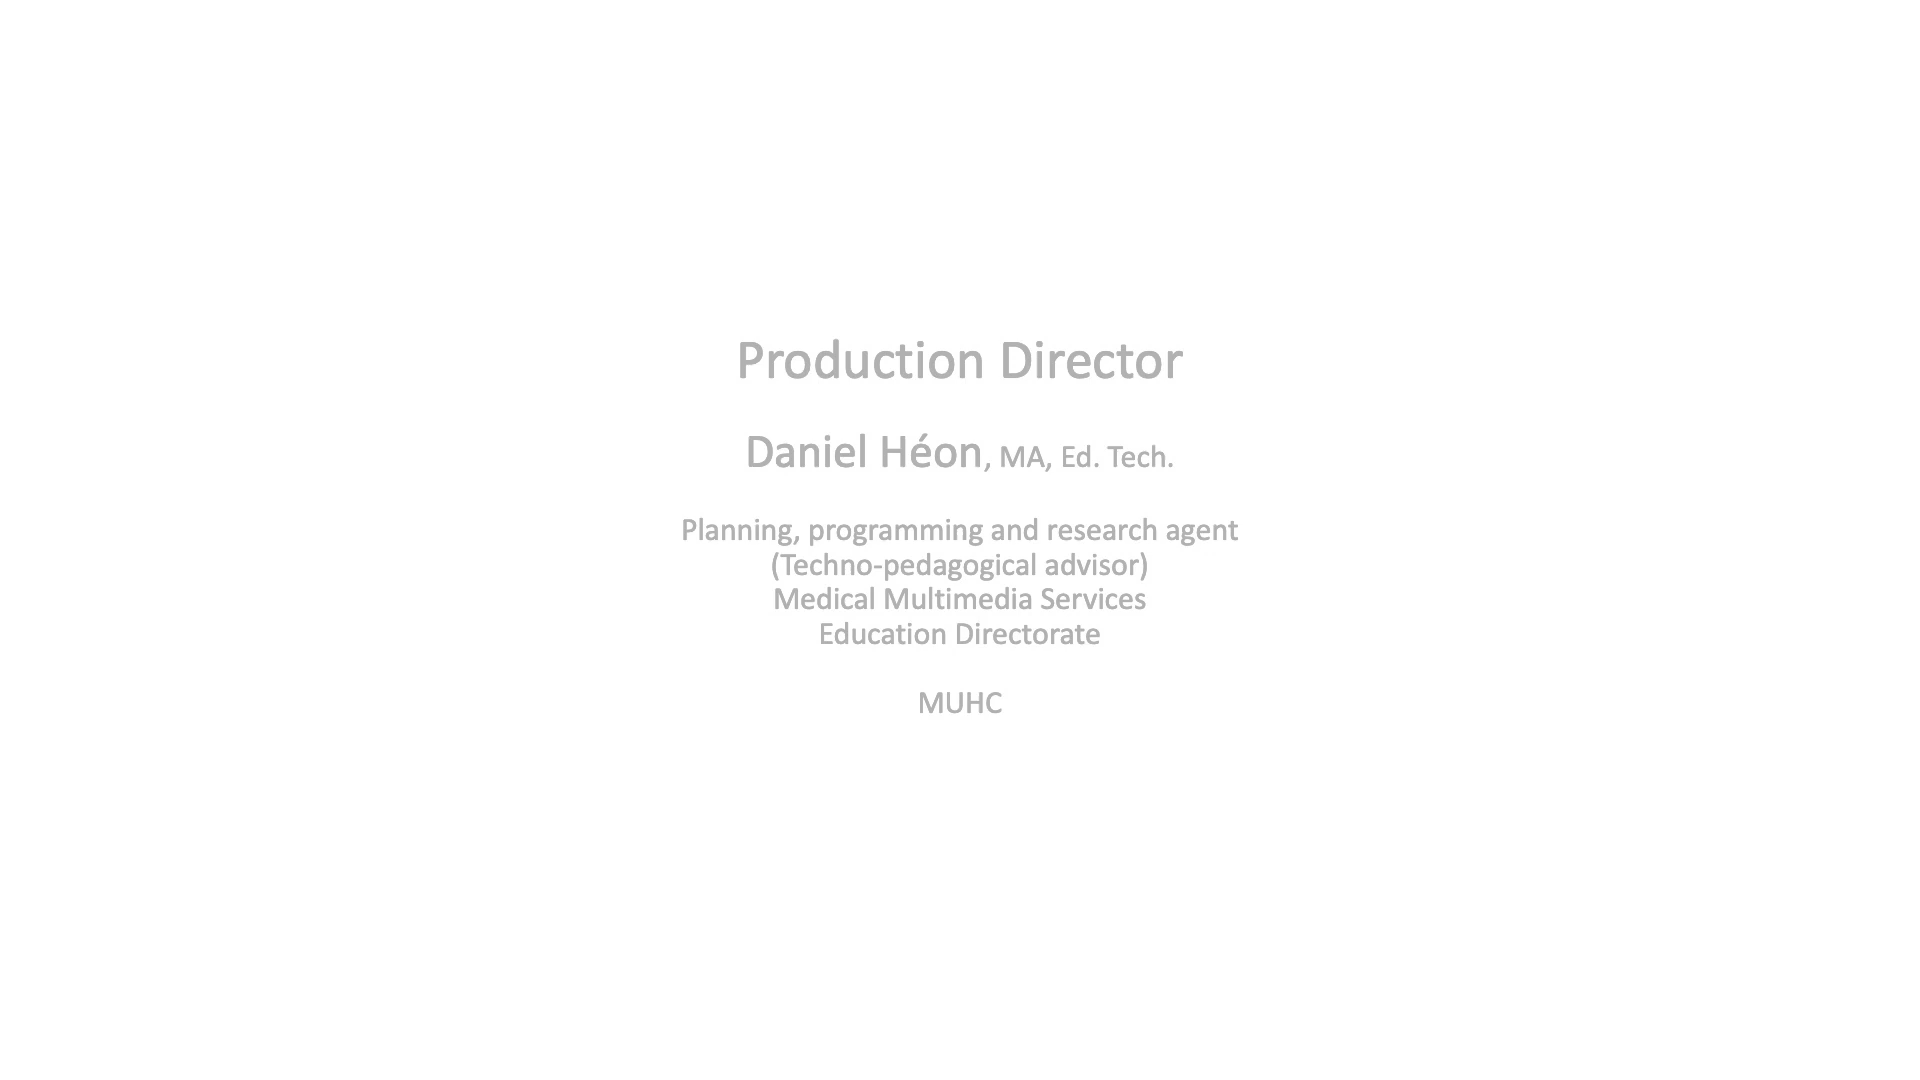 Production Director
Daniel Héon, MA, Ed. Tech.
Planning, programming and research agent
(Techno-pedagogical advisor)
Medical Multimedia Services
Education Directorate
MUHC